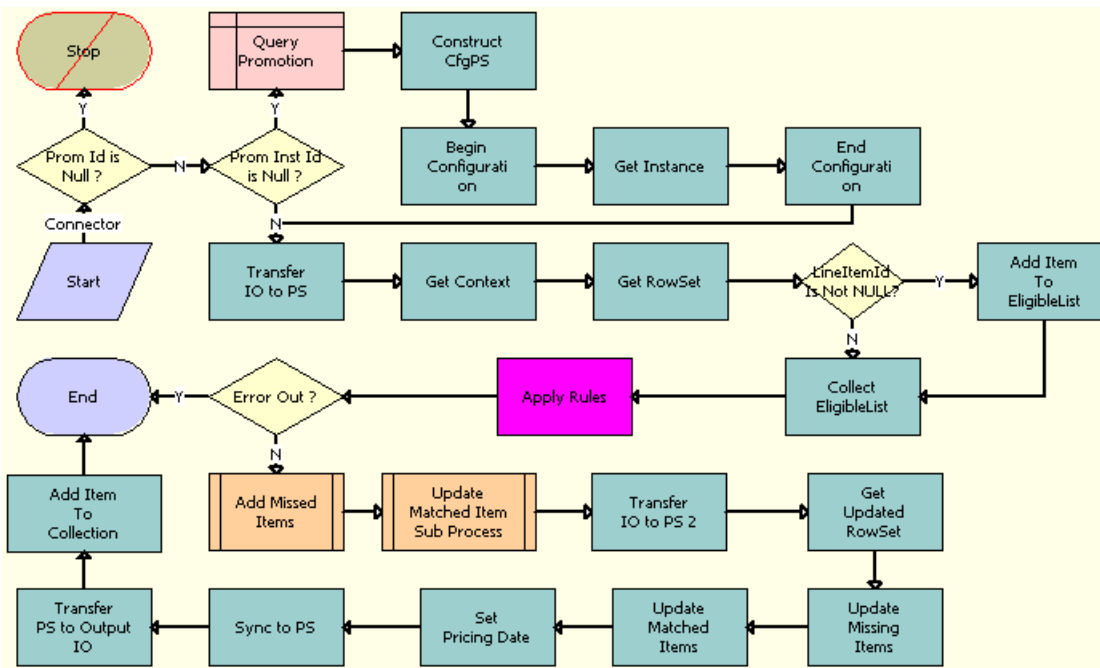 Stop
Query
Promotion
Construct
CfgPS
Y
Y
Prom Id is
Null ?
N
Prom Inst Id
is Null ?
Begin
Configurati
on
Get Instance
End
Configurati
on
Connector
N
Start
Transfer
IO to PS
Get Context
Get RowSet
LineItemId
Is Not NULL?
Y
Add Item
To
EligibleList
N
End
Y
Error Out ?
Apply Rules
Collect
EligibleList
N
Add Item
To
Collection
Add Missed
Items
Update
Matched Item
Sub Process
Transfer
IO to PS 2
Get
Updated
RowSet
Transfer
PS to Output
IO
Sync to PS
Set
Pricing Date
Update
Matched
Items
Update
Missing
Items